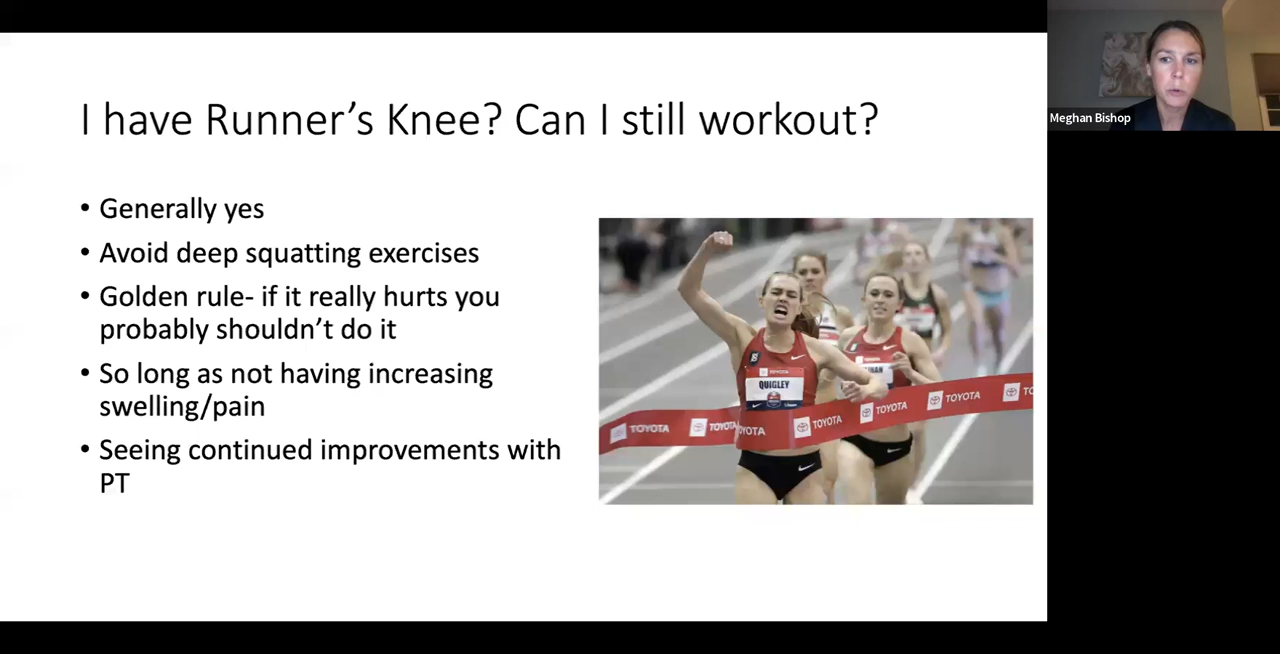 I have Runner's Knee? Can I still workout?
Meghan Bishop
• Generally yes
• Avoid deep squatting exercises
• Golden rule- if it really hurts you
probably shouldn't do it
• So long as not having increasing
swelling/pain
• Seeing continued improvements with
PT
QUIGLEY
TOYOTA
TOYOTA
TOYOTA
TOYOTA
TOYOTA